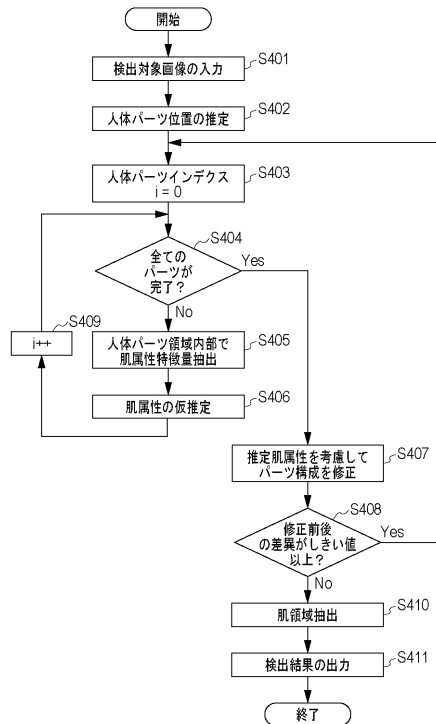 開始
検出対象画像の入力
S401
人体パーツ位置の推定
S402
人体パーツインデクス
i = 0
S403
全ての
パーツが
完了?
S404
Yes
No
S409
i++
人体パーツ領域内部で
肌属性特徴量抽出
S405
肌属性の仮推定
S406
推定肌属性を考慮して
パーツ構成を修正
S407
修正前後
の差異がしきい値
以上?
S408
Yes
No
肌領域抽出
S410
検出結果の出力
S411
終了